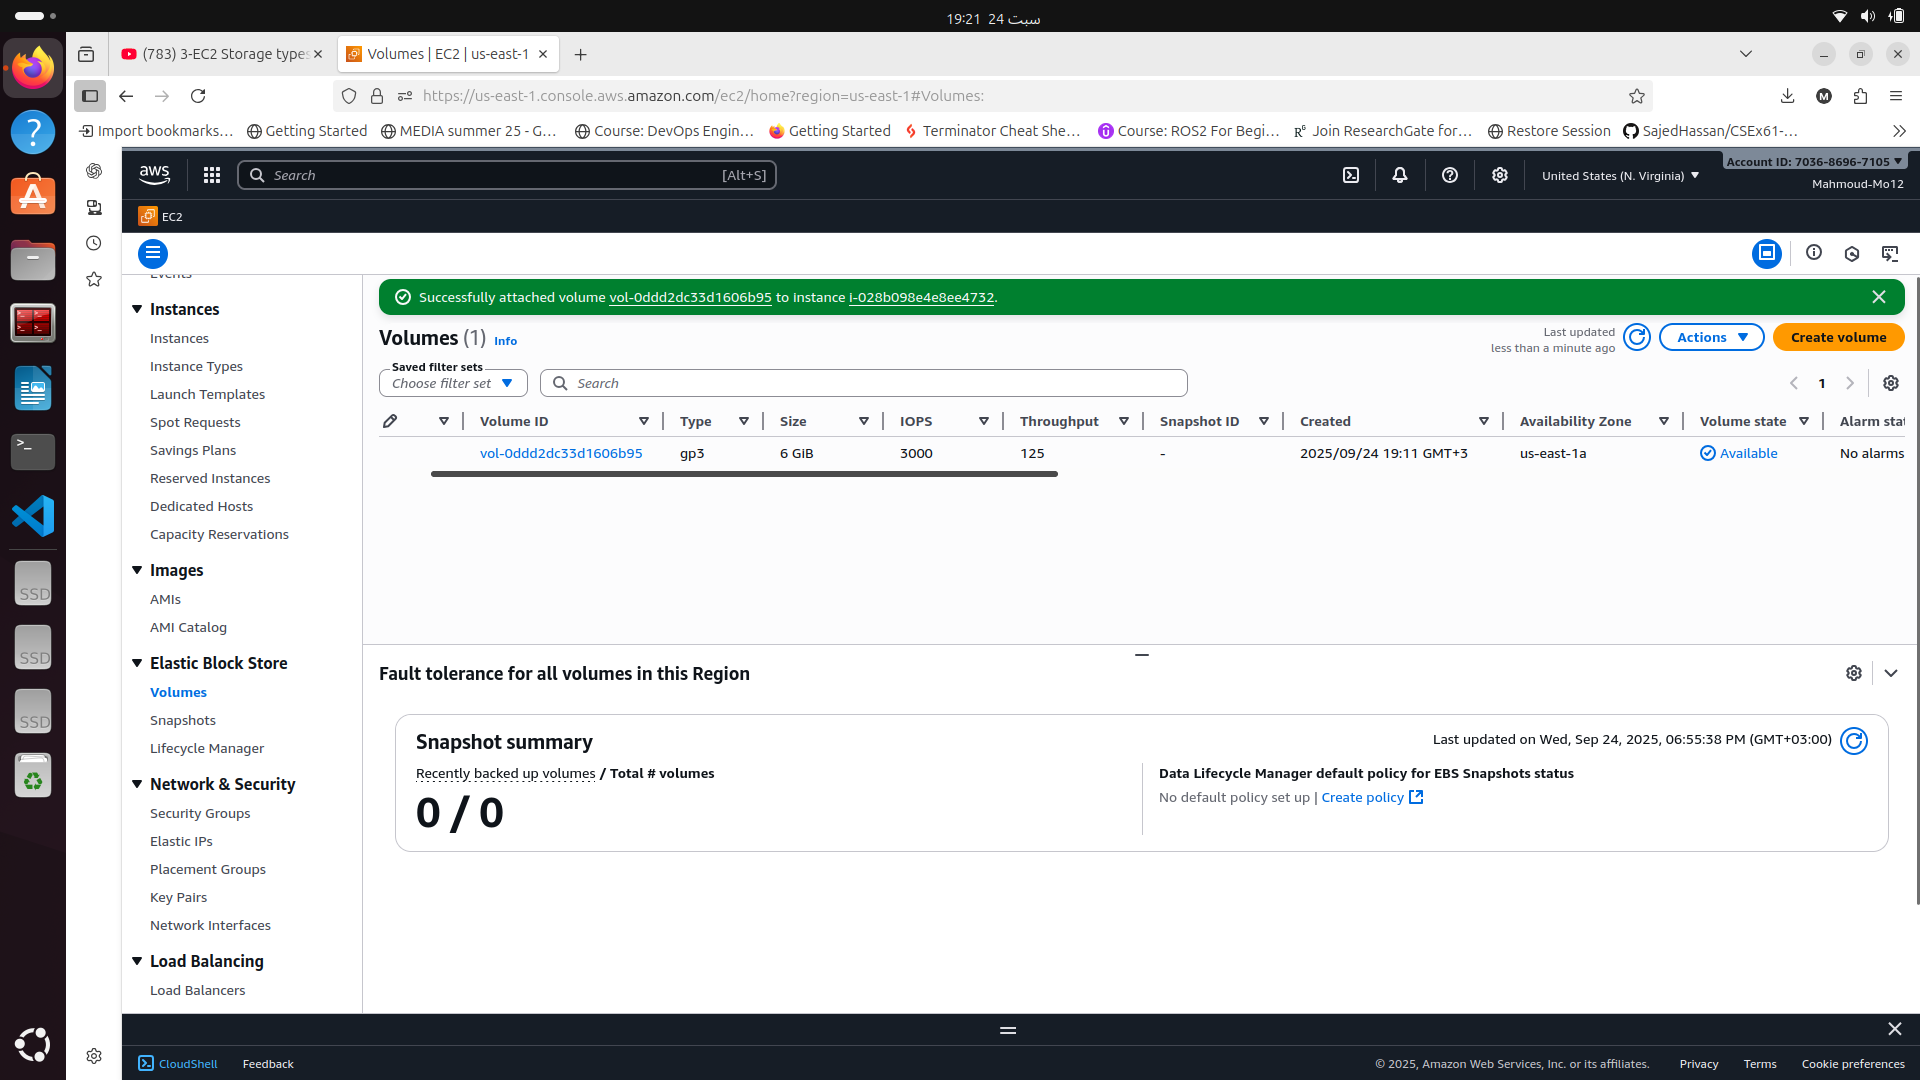 19:21 24 سبت
(783) 3-EC2 Storage types
Volumes | EC2 | us-east-1
https://us-east-1.console.aws.amazon.com/ec2/home?region=us-east-1#Volumes:
Import bookmarks… Getting Started MEDIA summer 25 - G… Course: DevOps Engin… Getting Started Terminator Cheat She… Course: ROS2 For Begi… Join ResearchGate for… Restore Session SajedHassan/CSEx61-…
aws
Search [Alt+S]
United States (N. Virginia)
Account ID: 7036-8696-7105
Mahmoud-Mo12
EC2
Events
Instances
Instances
Instance Types
Launch Templates
Spot Requests
Savings Plans
Reserved Instances
Dedicated Hosts
Capacity Reservations
Images
AMIs
AMI Catalog
Elastic Block Store
Volumes
Snapshots
Lifecycle Manager
Network & Security
Security Groups
Elastic IPs
Placement Groups
Key Pairs
Network Interfaces
Load Balancing
Load Balancers
Successfully attached volume vol-0ddd2dc33d1606b95 to instance i-028b098e4e8ee4732.
Volumes (1) Info
Last updated
less than a minute ago
Actions
Create volume
Saved filter sets
Choose filter set
Search
1
Volume ID Type Size IOPS Throughput Snapshot ID Created Availability Zone Volume state Alarm stat
vol-0ddd2dc33d1606b95 gp3 6 GiB 3000 125 - 2025/09/24 19:11 GMT+3 us-east-1a Available No alarms
Fault tolerance for all volumes in this Region
Snapshot summary
Last updated on Wed, Sep 24, 2025, 06:55:38 PM (GMT+03:00)
Recently backed up volumes / Total # volumes
0 / 0
Data Lifecycle Manager default policy for EBS Snapshots status
No default policy set up | Create policy
CloudShell Feedback
© 2025, Amazon Web Services, Inc. or its affiliates. Privacy Terms Cookie preferences
SSD
SSD
SSD